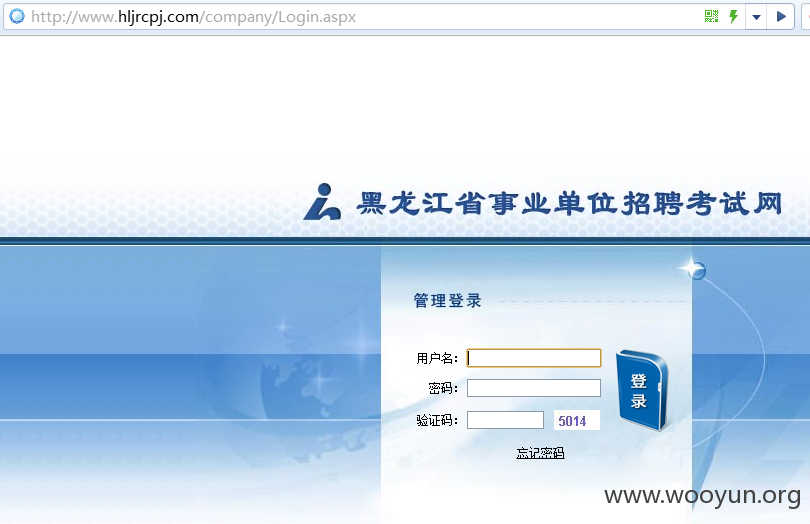 http://www.hljrcpj.com/company/Login.aspx
黑龙江省事业单位招聘考试网
管理登录
用户名：
密码：
登录
验证码：
5014
忘记密码
www.wooyun.org